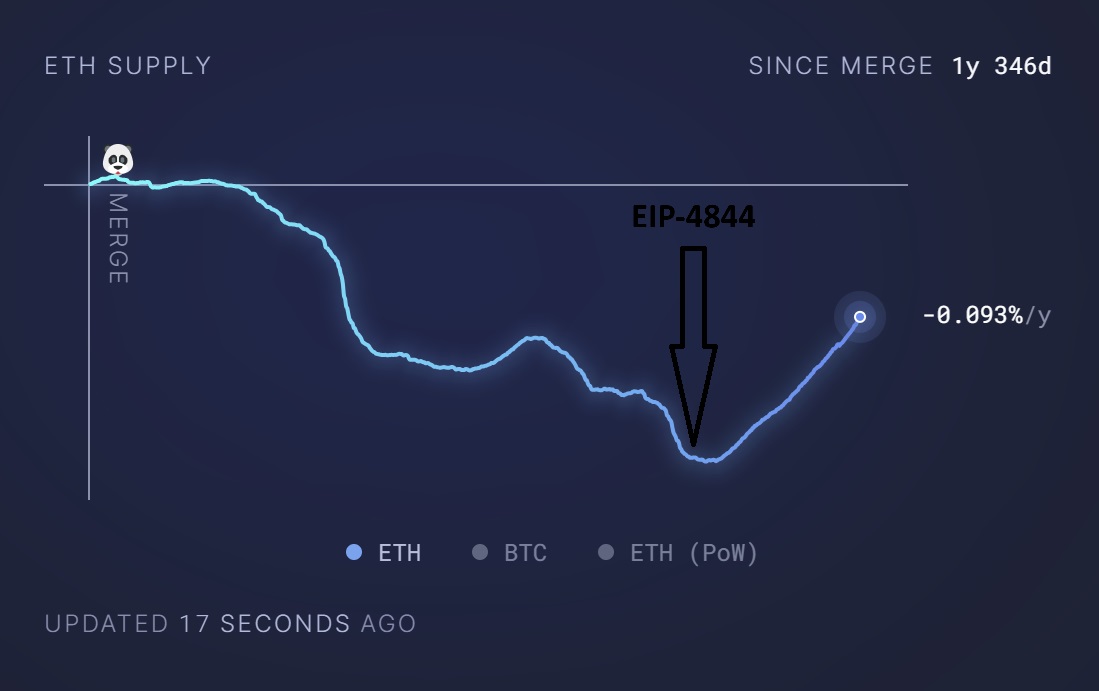 ETH SUPPLY
SINCE MERGE 1y 346d
MERGE
EIP-4844
-0.093%/y
ETH
BTC
ETH (PoW)
UPDATED 17 SECONDS AGO